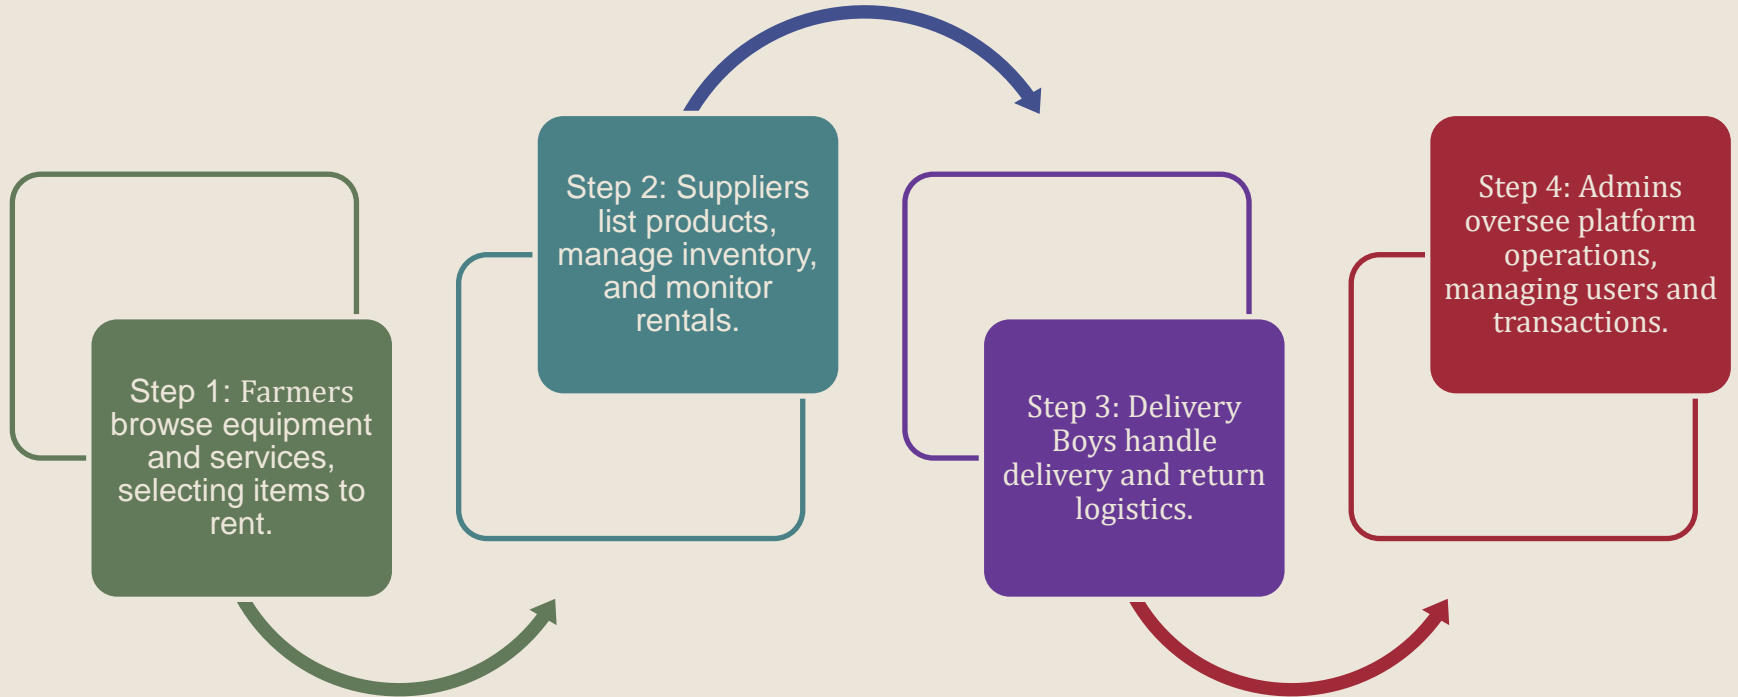 Step 1: Farmers
browse equipment
and services,
selecting items to
rent.
Step 2: Suppliers
list products,
manage inventory,
and monitor
rentals.
Step 3: Delivery
Boys handle
delivery and return
logistics.
Step 4: Admins
oversee platform
operations,
managing users and
transactions.